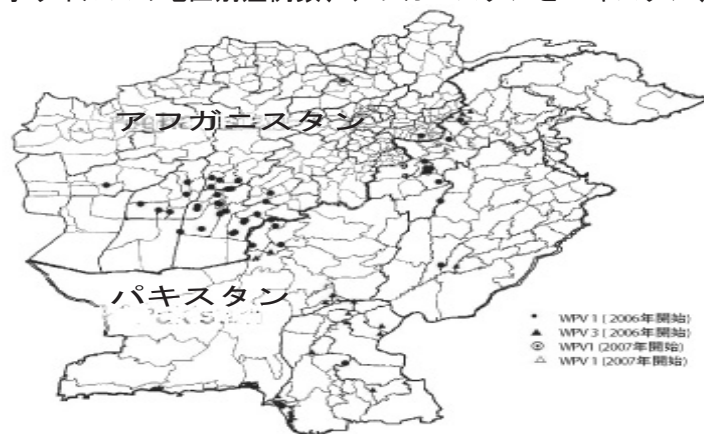 アフガニスタン
パキスタン
• WPV 1 ( 2006年開始)
▲ WPV 3 ( 2006年開始)
◉ WPV1 (2007年開始)
△ WPV 1 (2007年開始)